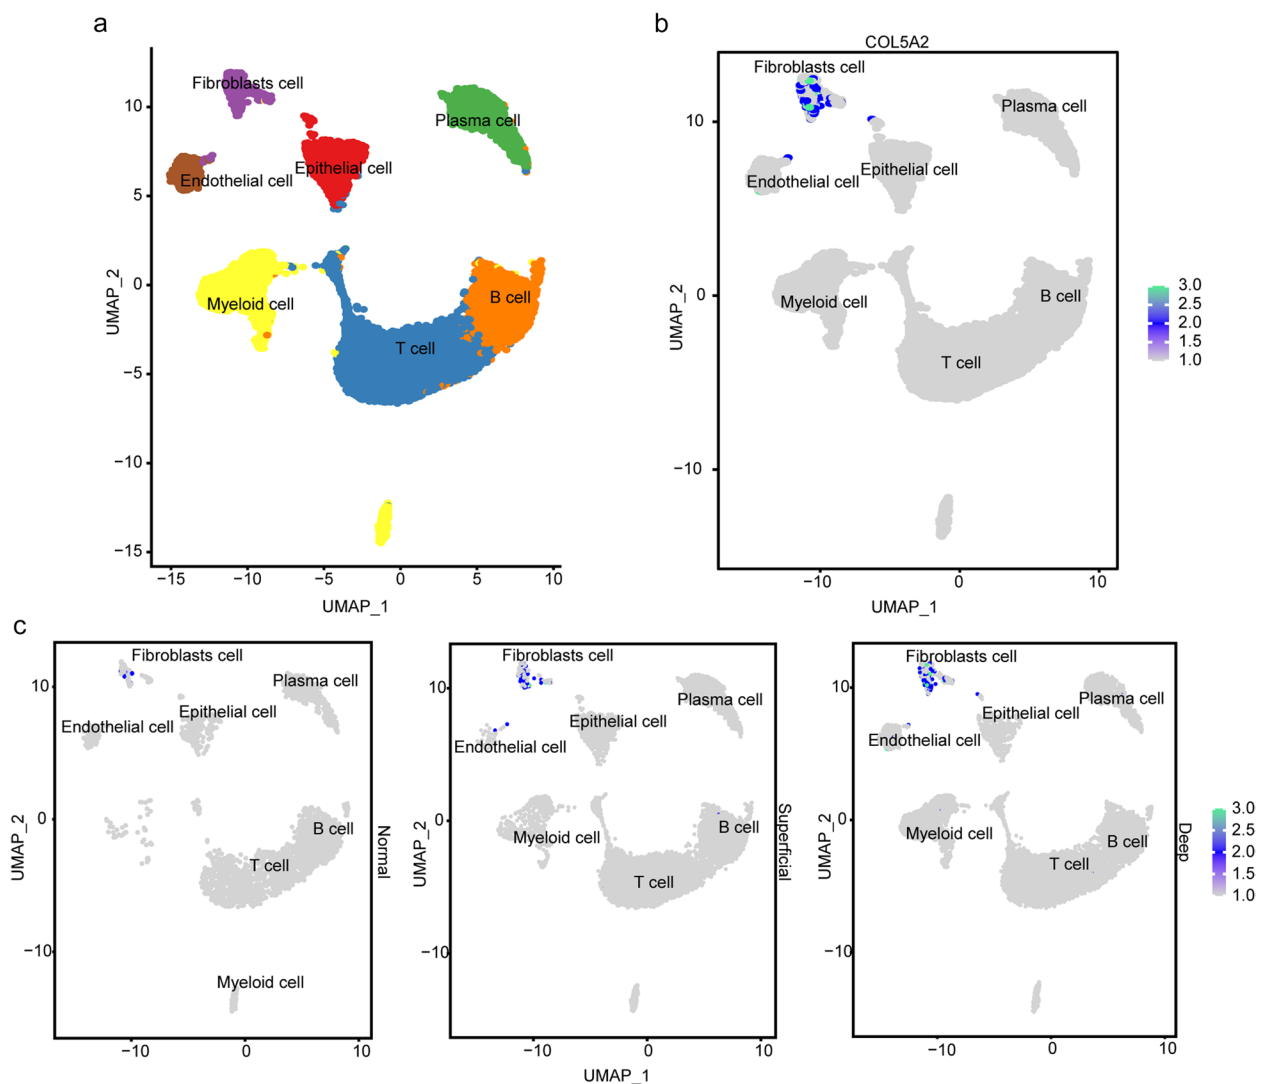 a
Fibroblasts cell
Plasma cell
Epithelial cell
Endothelial cell
Myeloid cell
B cell
T cell
10
5
0
−5
−10
−15
UMAP_2
−15
−10
−5
0
5
10
UMAP_1
b
COL5A2
Fibroblasts cell
Plasma cell
Epithelial cell
Endothelial cell
Myeloid cell
B cell
T cell
10
0
−10
UMAP_2
−10
0
10
UMAP_1
3.0
2.5
2.0
1.5
1.0
c
Fibroblasts cell
Plasma cell
Epithelial cell
Endothelial cell
B cell
T cell
Myeloid cell
10
0
−10
UMAP_2
−10
0
10
Normal
Fibroblasts cell
Plasma cell
Epithelial cell
Endothelial cell
Myeloid cell
B cell
T cell
10
0
−10
UMAP_2
−10
0
10
UMAP_1
Superficial
Fibroblasts cell
Plasma cell
Epithelial cell
Endothelial cell
Myeloid cell
B cell
T cell
10
0
−10
UMAP_2
−10
0
10
Deep
3.0
2.5
2.0
1.5
1.0